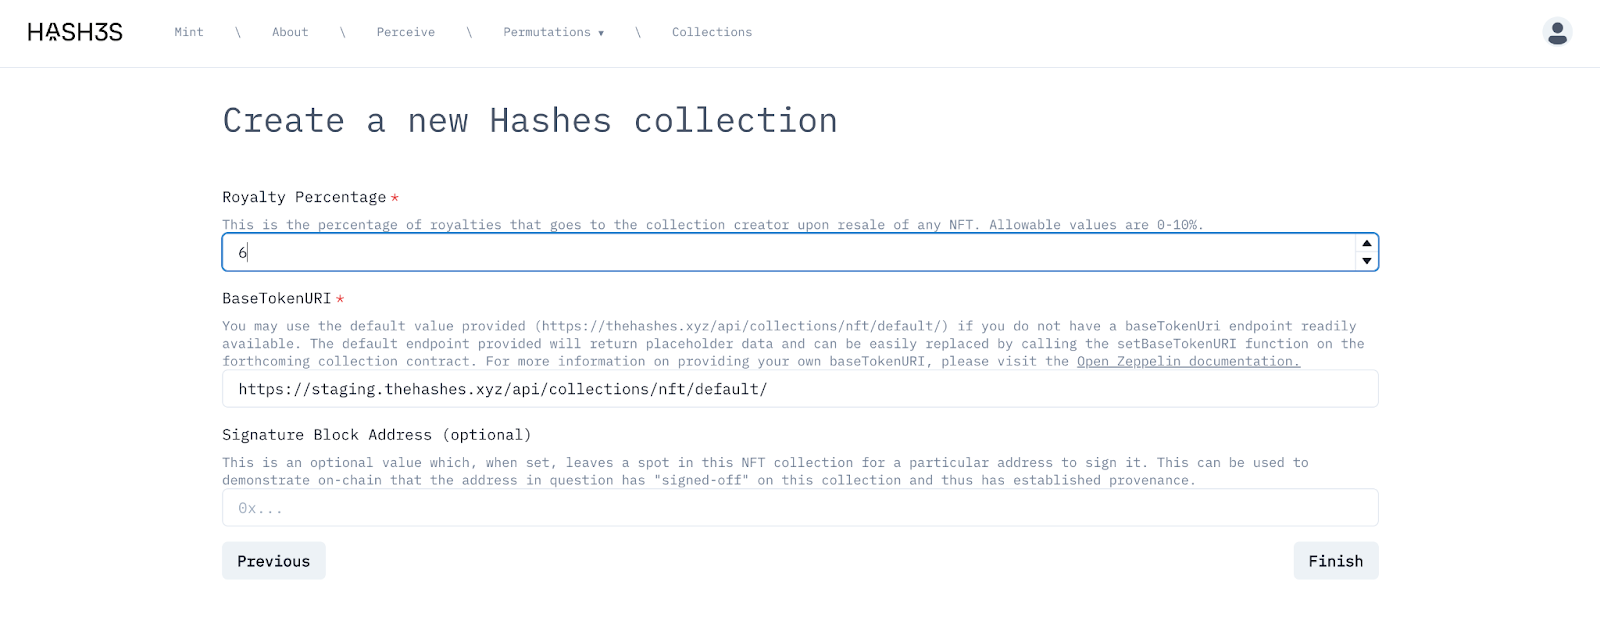 HASH3S
Mint \ About \ Perceive \ Permutations ▾ \ Collections
Create a new Hashes collection
Royalty Percentage *
This is the percentage of royalties that goes to the collection creator upon resale of any NFT. Allowable values are 0-10%.
6
BaseTokenURI *
You may use the default value provided (https://thehashes.xyz/api/collections/nft/default/) if you do not have a baseTokenUri endpoint readily
available. The default endpoint provided will return placeholder data and can be easily replaced by calling the setBaseTokenURI function on the
forthcoming collection contract. For more information on providing your own baseTokenURI, please visit the Open Zeppelin documentation.
https://staging.thehashes.xyz/api/collections/nft/default/
Signature Block Address (optional)
This is an optional value which, when set, leaves a spot in this NFT collection for a particular address to sign it. This can be used to
demonstrate on-chain that the address in question has "signed-off" on this collection and thus has established provenance.
0x...
Previous
Finish